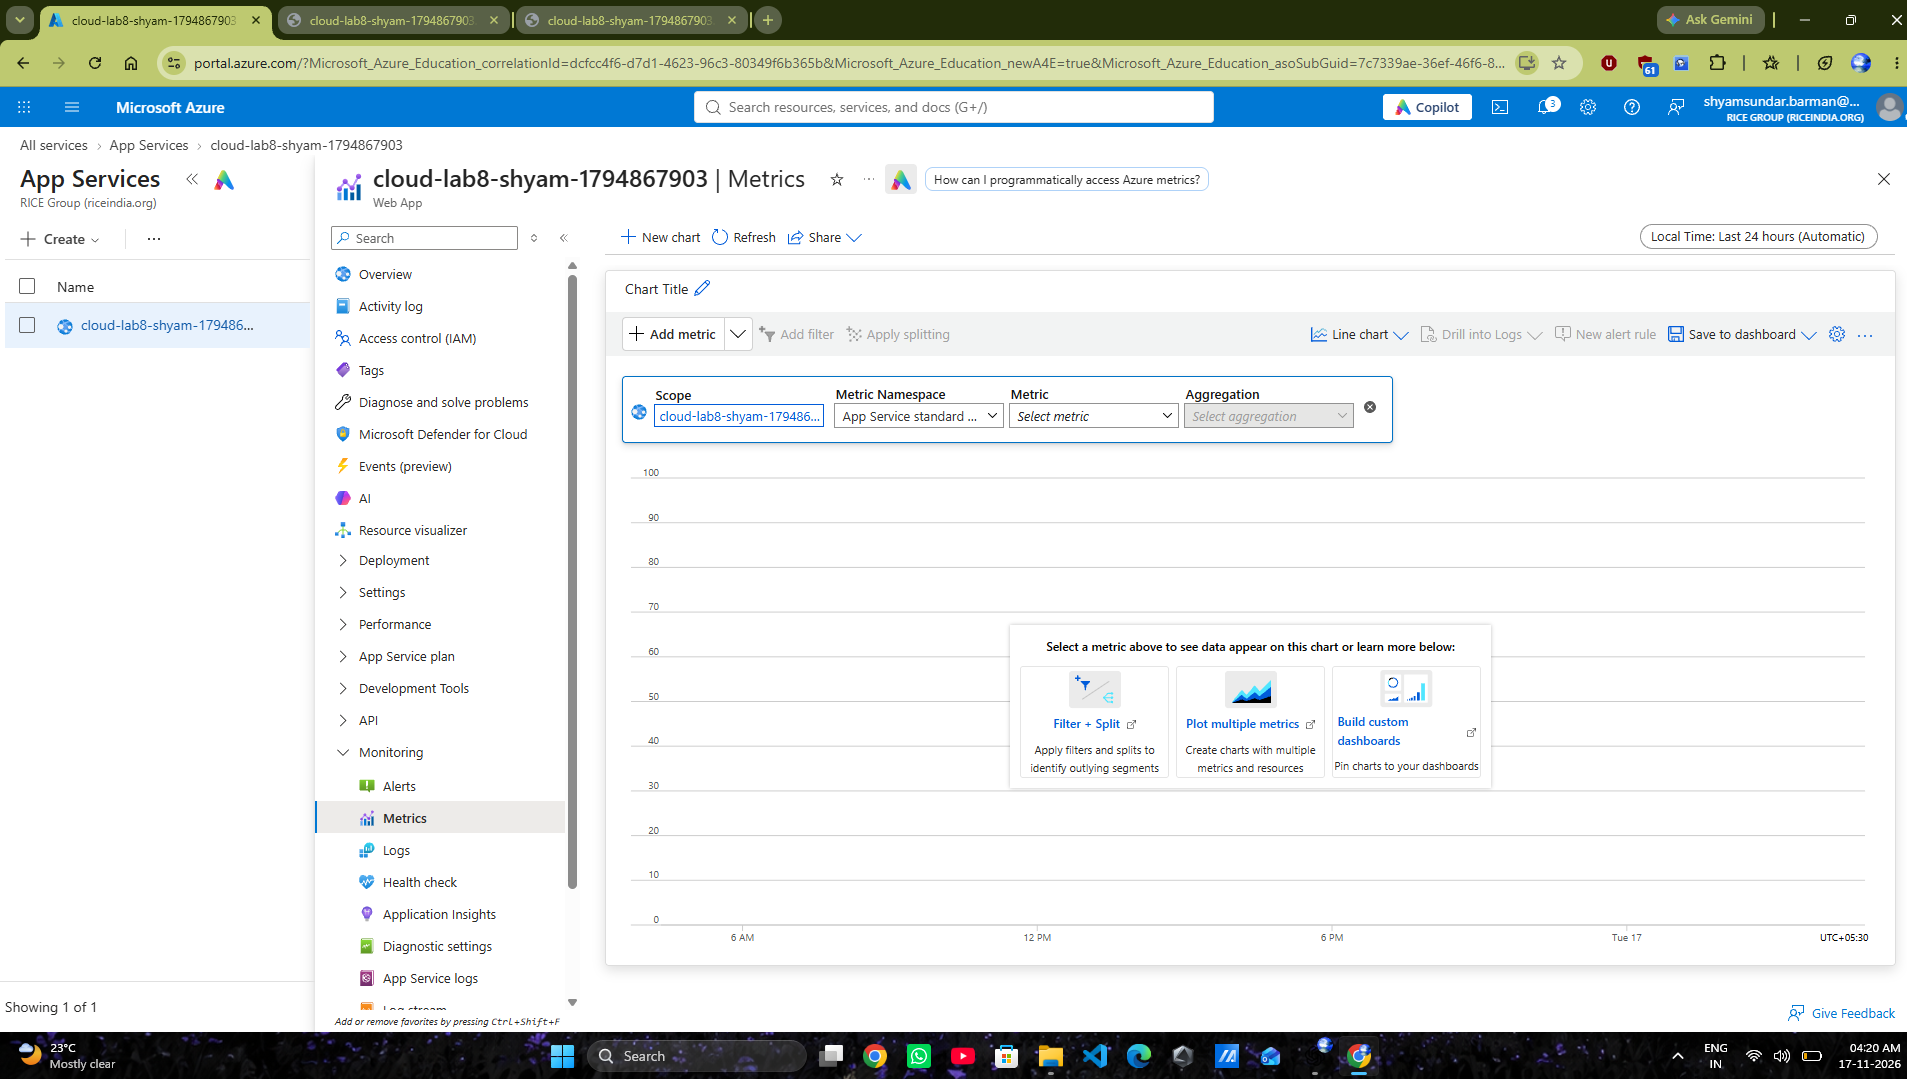 cloud-lab8-shyam-1794867903
cloud-lab8-shyam-1794867903
cloud-lab8-shyam-1794867903
Ask Gemini
portal.azure.com/?Microsoft_Azure_Education_correlationId=dcfcc4f6-d7d1-4623-96c3-80349f6b365b&Microsoft_Azure_Education_newA4E=true&Microsoft_Azure_Education_asoSubGuid=7c7339ae-36ef-46f6-8...
61
Microsoft Azure
Search resources, services, and docs (G+/)
Copilot
3
shyamsundar.barman@...
RICE GROUP (RICEINDIA.ORG)
All services > App Services > cloud-lab8-shyam-1794867903
App Services
RICE Group (riceindia.org)
cloud-lab8-shyam-1794867903 | Metrics
Web App
How can I programmatically access Azure metrics?
Create
Name
cloud-lab8-shyam-179486...
Showing 1 of 1
Search
Overview
Activity log
Access control (IAM)
Tags
Diagnose and solve problems
Microsoft Defender for Cloud
Events (preview)
AI
Resource visualizer
Deployment
Settings
Performance
App Service plan
Development Tools
API
Monitoring
Alerts
Metrics
Logs
Health check
Application Insights
Diagnostic settings
App Service logs
Log stream
Add or remove favorites by pressing Ctrl+Shift+F
New chart
Refresh
Share
Local Time: Last 24 hours (Automatic)
Chart Title
Add metric
Add filter
Apply splitting
Line chart
Drill into Logs
New alert rule
Save to dashboard
Scope
cloud-lab8-shyam-179486...
Metric Namespace
App Service standard ...
Metric
Select metric
Aggregation
Select aggregation
100
90
80
70
60
50
40
30
20
10
0
Select a metric above to see data appear on this chart or learn more below:
Filter + Split
Apply filters and splits to
identify outlying segments
Plot multiple metrics
Create charts with multiple
metrics and resources
Build custom
dashboards
Pin charts to your dashboards
6 AM
12 PM
6 PM
Tue 17
UTC+05:30
Give Feedback
23°C
Mostly clear
Search
ENG
IN
04:20 AM
17-11-2026